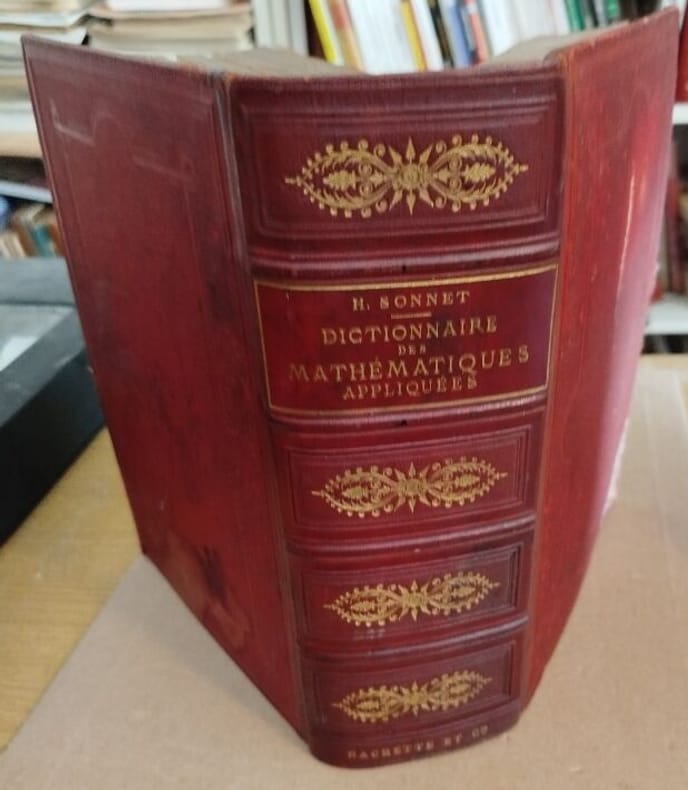 H. SONNET
DICTIONNAIRE
DES
MATHÉMATIQUES
APPLIQUÉES
HACHETTE ET Cⁱᵉ